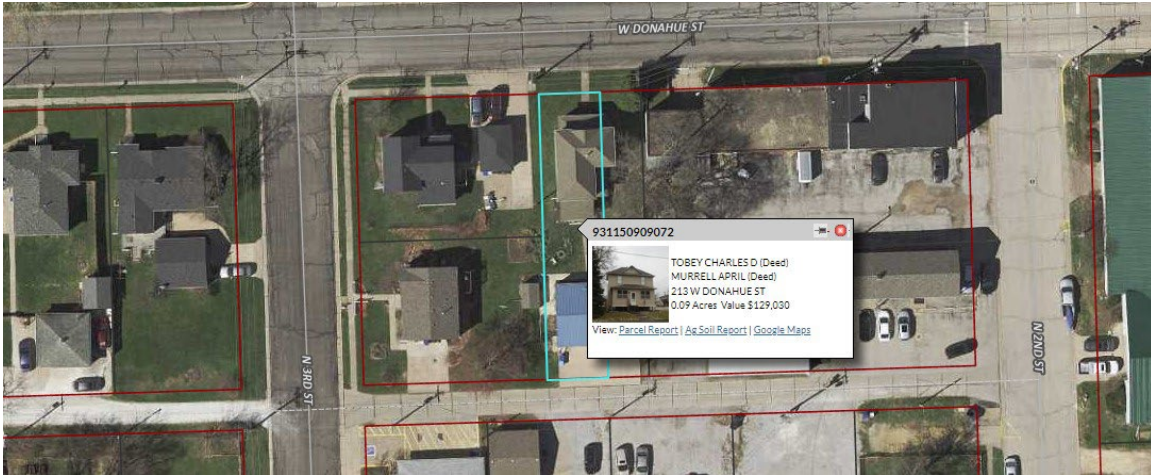 W DONAHUE ST
931150909072
TOBEY CHARLES D (Deed)
MURRELL APRIL (Deed)
213 W DONAHUE ST
0.09 Acres Value $129,030
View: Parcel Report | Ag Soil Report | Google Maps
N 3RD ST
N 2ND ST